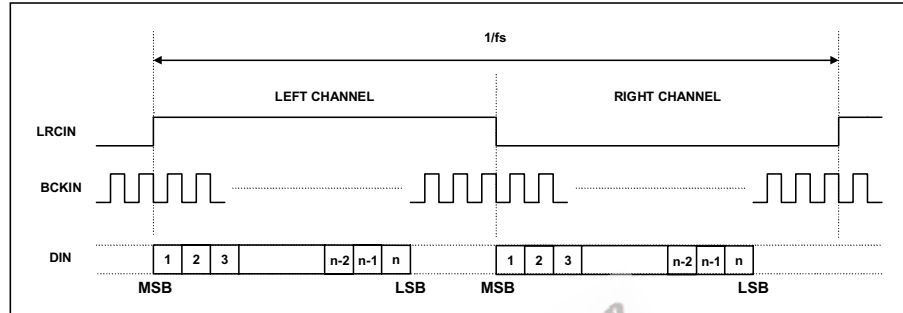 1/fs
LEFT CHANNEL RIGHT CHANNEL
LRCIN
BCKIN
DIN 1 2 3 n-2 n-1 n 1 2 3 n-2 n-1 n
MSB LSB MSB LSB